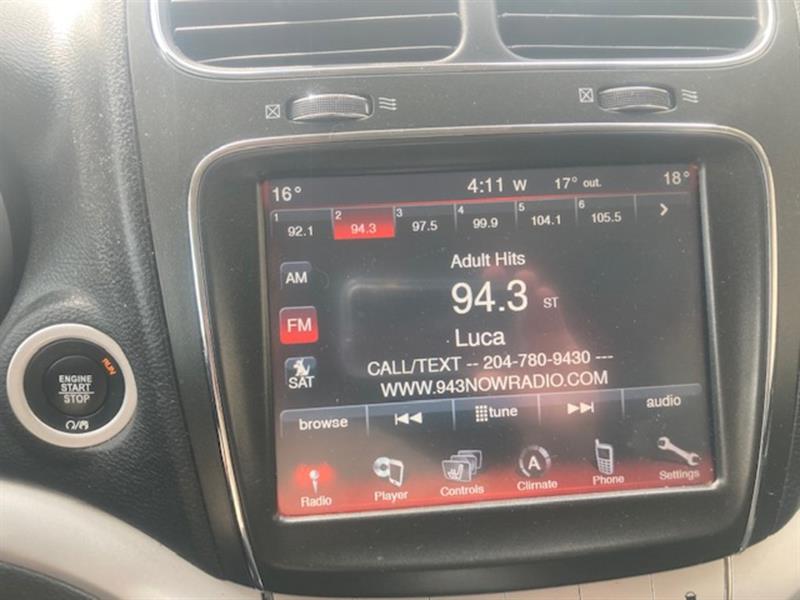 16° 4:11 W 17° out. 18°
1 2 3 4 5 6
92.1 94.3 97.5 99.9 104.1 105.5
Adult Hits
AM
94.3 ST
FM
Luca
CALL/TEXT -- 204-780-9430 ---
SAT
WWW.943NOWRADIO.COM
browse tune audio
A
Radio Player Controls Climate Phone Settings
RUN
ENGINE
START
STOP